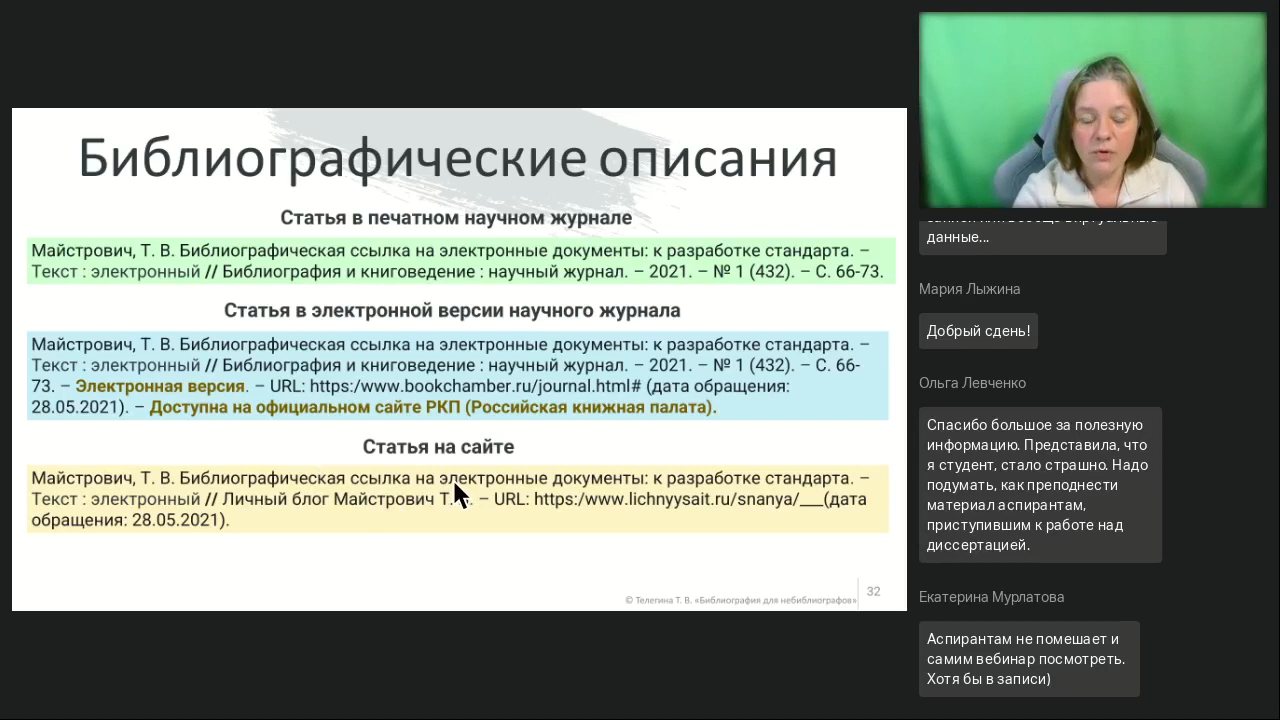 Библиографические описания
Статья в печатном научном журнале
Майстрович, Т. В. Библиографическая ссылка на электронные документы: к разработке стандарта. –
Текст : электронный // Библиография и книговедение : научный журнал. – 2021. – № 1 (432). – С. 66-73.
Статья в электронной версии научного журнала
Майстрович, Т. В. Библиографическая ссылка на электронные документы: к разработке стандарта. –
Текст : электронный // Библиография и книговедение : научный журнал. – 2021. – № 1 (432). – С. 66-
73. – Электронная версия. – URL: https:/www.bookchamber.ru/journal.html# (дата обращения:
28.05.2021). – Доступна на официальном сайте РКП (Российская книжная палата).
Статья на сайте
Майстрович, Т. В. Библиографическая ссылка на электронные документы: к разработке стандарта. –
Текст : электронный // Личный блог Майстрович – URL: https:/www.lichnyysait.ru/snanya/___(дата
обращения: 28.05.2021).
© Телегина Т. В. «Библиография для небиблиографов»
32
данные...
Мария Лыжина
Добрый сдень!
Ольга Левченко
Спасибо большое за полезную
информацию. Представила, что
я студент, стало страшно. Надо
подумать, как преподнести
материал аспирантам,
приступившим к работе над
диссертацией.
Екатерина Мурлатова
Аспирантам не помешает и
самим вебинар посмотреть.
Хотя бы в записи)